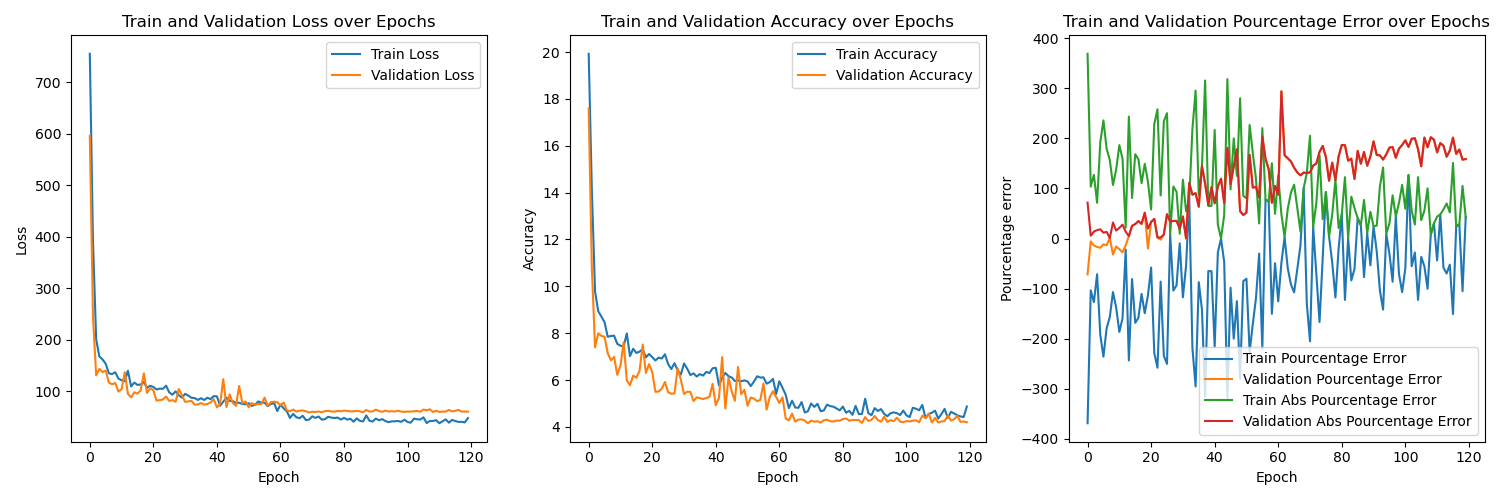 Train and Validation Loss over Epochs
Loss
700
600
500
400
300
200
100
0
20
40
60
80
100
120
Epoch
Train Loss
Validation Loss
Train and Validation Accuracy over Epochs
Accuracy
20
18
16
14
12
10
8
6
4
0
20
40
60
80
100
120
Epoch
Train Accuracy
Validation Accuracy
Train and Validation Pourcentage Error over Epochs
Pourcentage error
400
300
200
100
0
−100
−200
−300
−400
0
20
40
60
80
100
120
Epoch
Train Pourcentage Error
Validation Pourcentage Error
Train Abs Pourcentage Error
Validation Abs Pourcentage Error